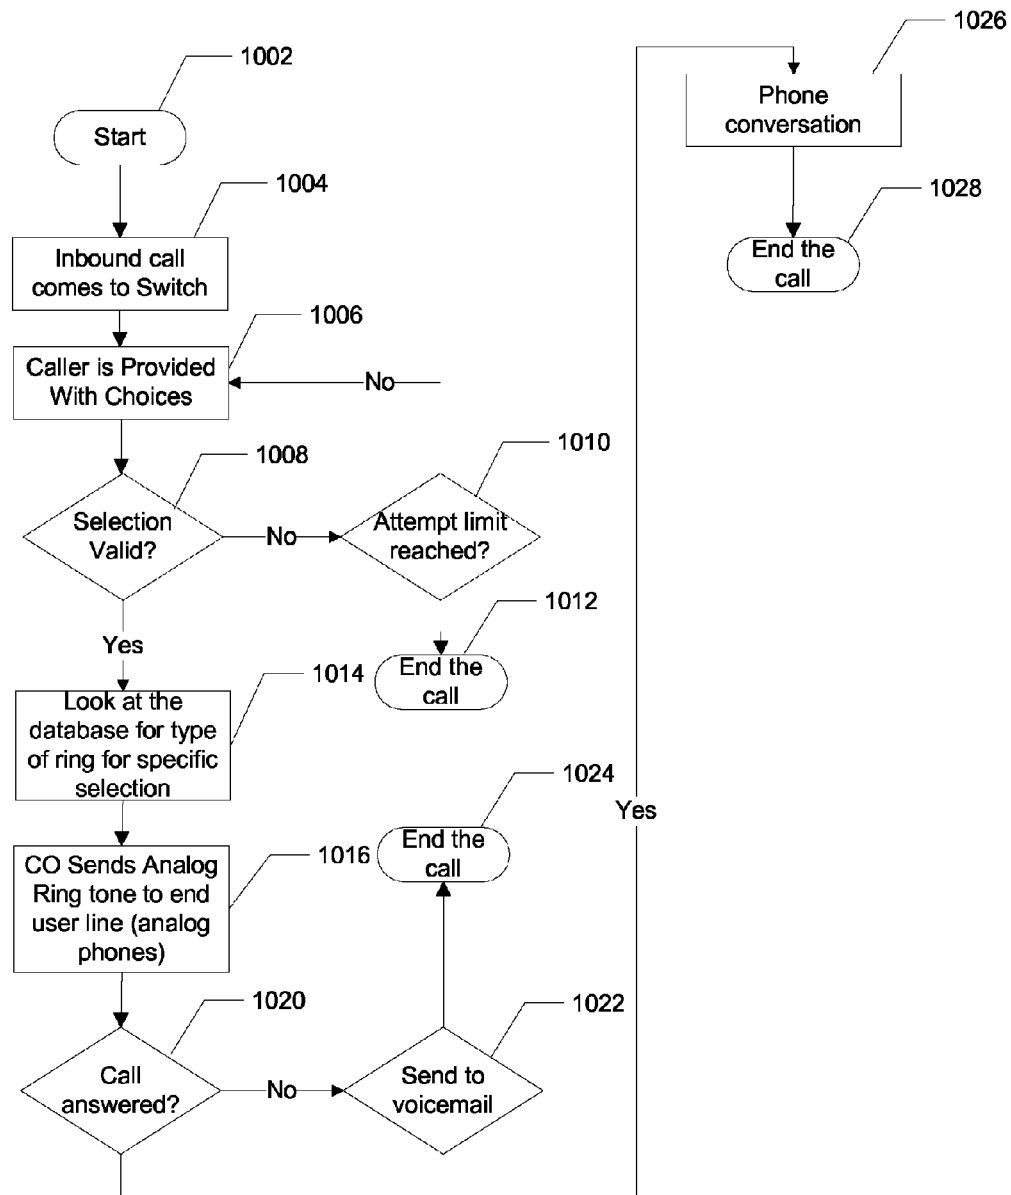 1002
Start
1004
Inbound call
comes to Switch
1006
Caller is Provided
With Choices
No
1008
Selection
Valid?
No
1010
Attempt limit
reached?
Yes
1012
End the
call
1014
Look at the
database for type
of ring for specific
selection
1016
CO Sends Analog
Ring tone to end
user line (analog
phones)
1024
End the
call
1020
Call
answered?
No
1022
Send to
voicemail
Yes
1026
Phone
conversation
1028
End the
call